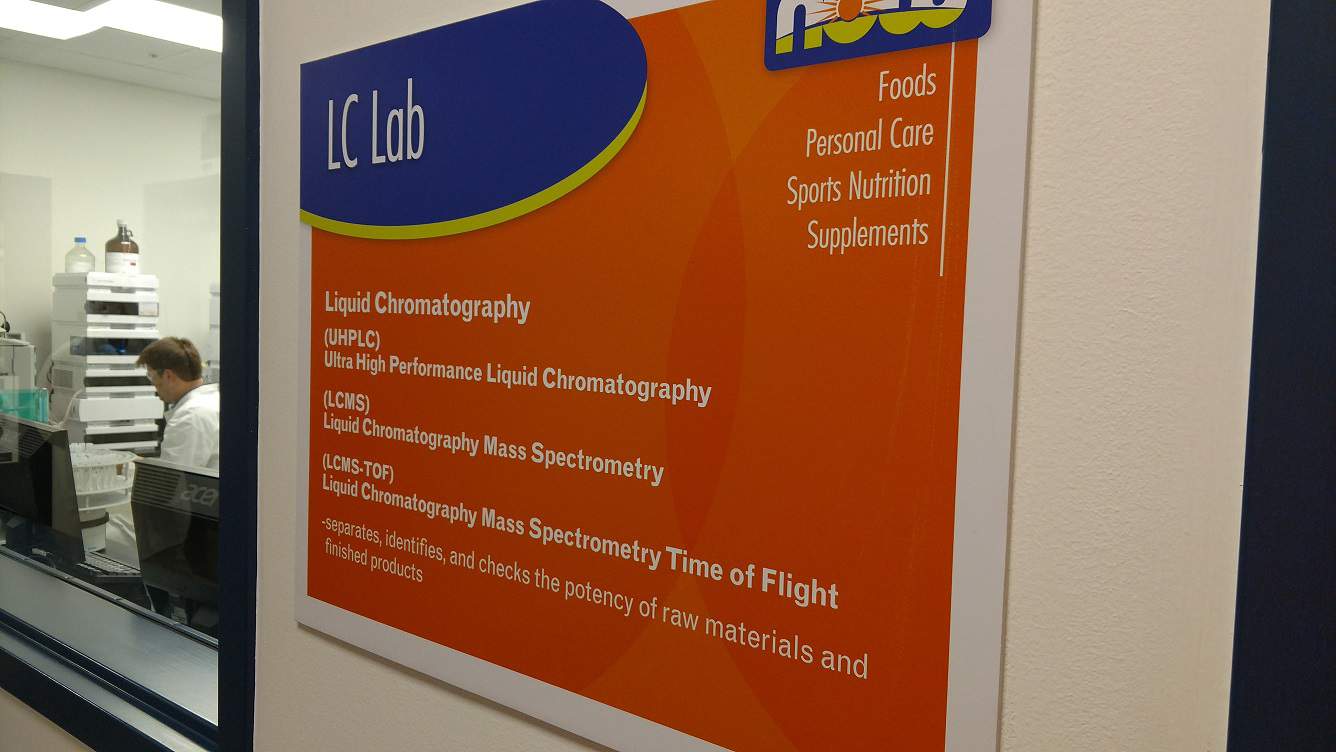 now
Foods
Personal Care
Sports Nutrition
Supplements
LC Lab
Liquid Chromatography
(UHPLC)
Ultra High Performance Liquid Chromatography
(LCMS)
Liquid Chromatography Mass Spectrometry
(LCMS-TOF)
Liquid Chromatography Mass Spectrometry Time of Flight
-separates, identifies, and checks the potency of raw materials and
finished products
acer